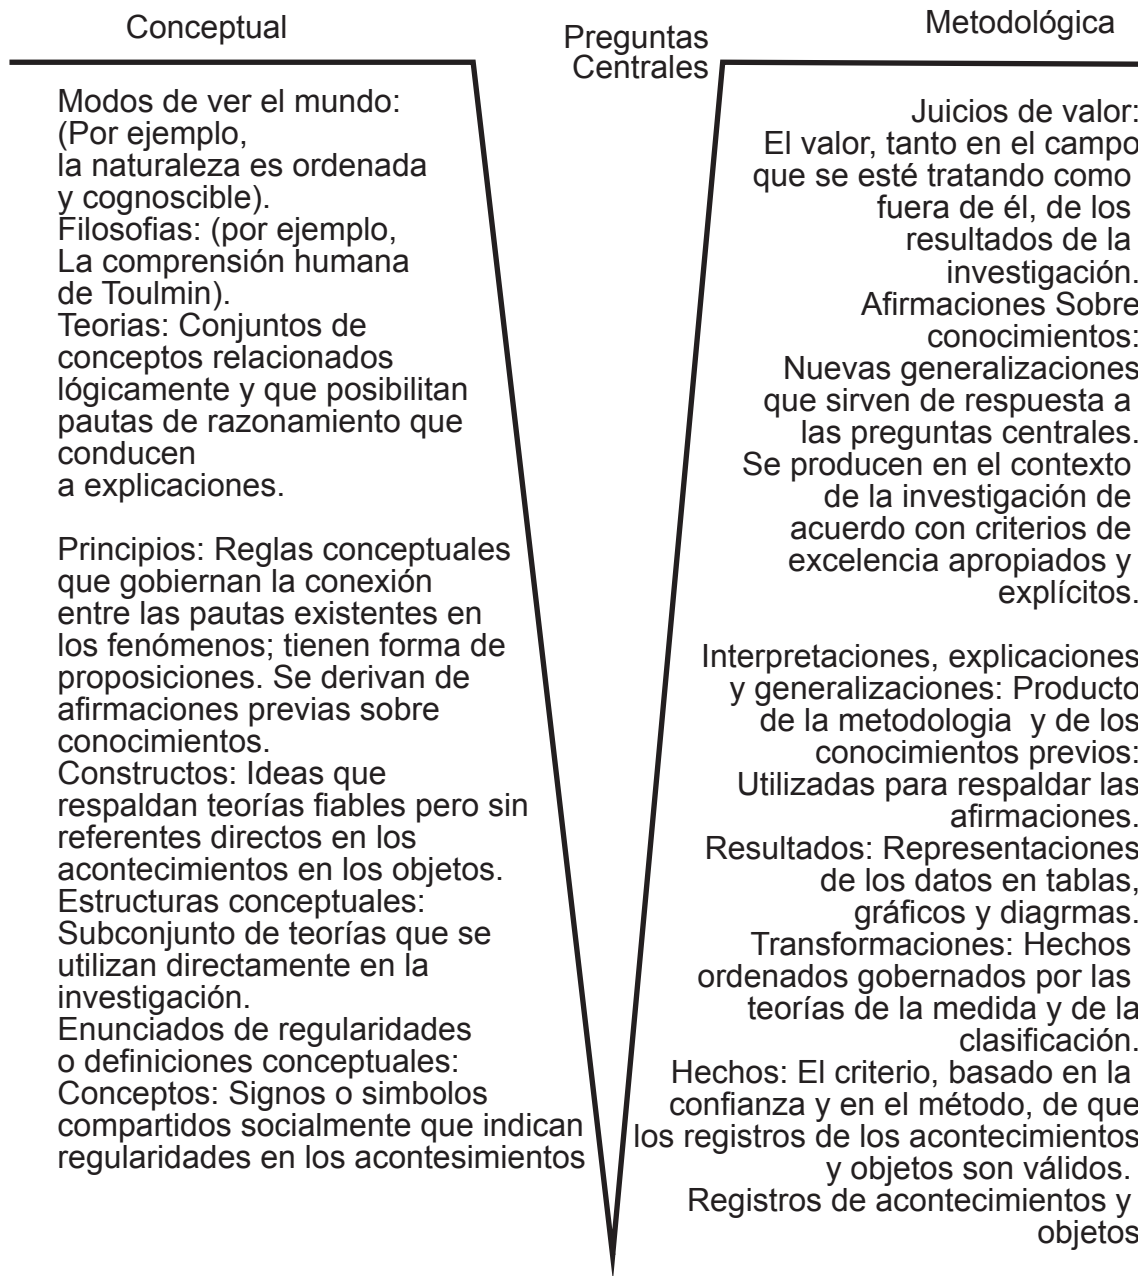 Conceptual
Modos de ver el mundo:
(Por ejemplo,
la naturaleza es ordenada
y cognoscible).
Filosofias: (por ejemplo,
La comprensión humana
de Toulmin).
Teorias: Conjuntos de
conceptos relacionados
lógicamente y que posibilitan
pautas de razonamiento que
conducen
a explicaciones.
Principios: Reglas conceptuales
que gobiernan la conexión
entre las pautas existentes en
los fenómenos; tienen forma de
proposiciones. Se derivan de
afirmaciones previas sobre
conocimientos.
Constructos: Ideas que
respaldan teorías fiables pero sin
referentes directos en los
acontecimientos en los objetos.
Estructuras conceptuales:
Subconjunto de teorías que se
utilizan directamente en la
investigación.
Enunciados de regularidades
o definiciones conceptuales:
Conceptos: Signos o simbolos
compartidos socialmente que indican
regularidades en los acontesimientos
Preguntas
Centrales
Metodológica
Juicios de valor:
El valor, tanto en el campo
que se esté tratando como
fuera de él, de los
resultados de la
investigación.
Afirmaciones Sobre
conocimientos:
Nuevas generalizaciones
que sirven de respuesta a
las preguntas centrales.
Se producen en el contexto
de la investigación de
acuerdo con criterios de
excelencia apropiados y
explícitos.
Interpretaciones, explicaciones
y generalizaciones: Producto
de la metodologia y de los
conocimientos previos:
Utilizadas para respaldar las
afirmaciones.
Resultados: Representaciones
de los datos en tablas,
gráficos y diagrmas.
Transformaciones: Hechos
ordenados gobernados por las
teorías de la medida y de la
clasificación.
Hechos: El criterio, basado en la
confianza y en el método, de que
los registros de los acontecimientos
y objetos son válidos.
Registros de acontecimientos y
objetos